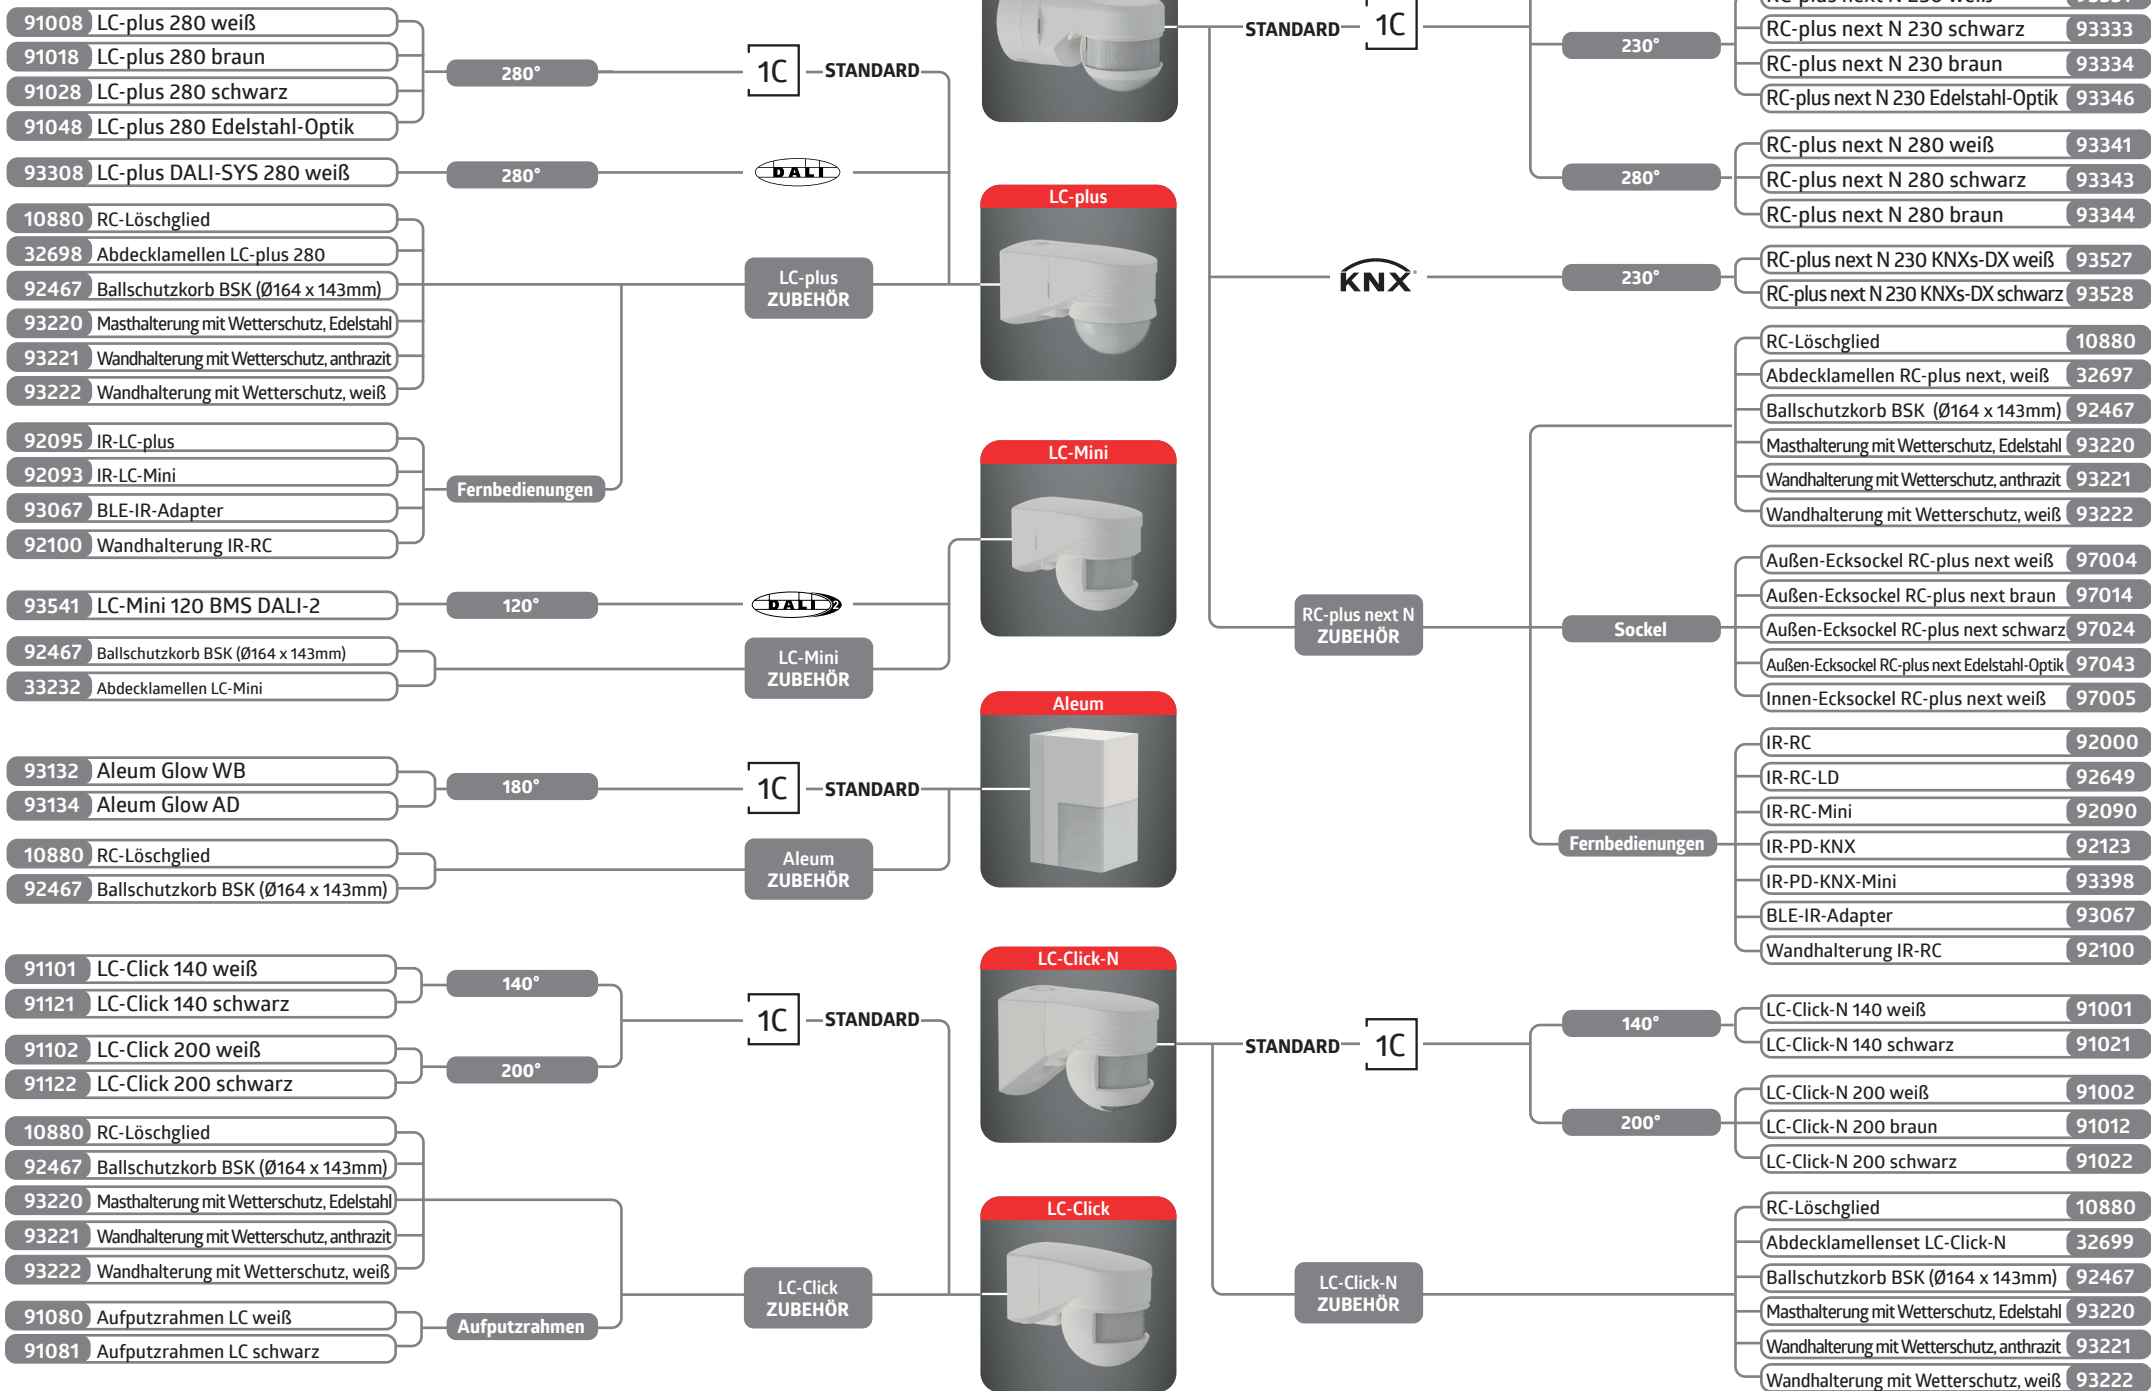 91008 LC-plus 280 weiß
91018 LC-plus 280 braun
91028 LC-plus 280 schwarz
91048 LC-plus 280 Edelstahl-Optik
280°
1C
STANDARD
93308 LC-plus DALI-SYS 280 weiß
280°
DALI
10880 RC-Löschglied
32698 Abdecklamellen LC-plus 280
92467 Ballschutzkorb BSK (Ø164 x 143mm)
93220 Masthalterung mit Wetterschutz, Edelstahl
93221 Wandhalterung mit Wetterschutz, anthrazit
93222 Wandhalterung mit Wetterschutz, weiß
LC-plus
ZUBEHÖR
92095 IR-LC-plus
92093 IR-LC-Mini
93067 BLE-IR-Adapter
92100 Wandhalterung IR-RC
Fernbedienungen
LC-plus
93541 LC-Mini 120 BMS DALI-2
120°
DALI 2
92467 Ballschutzkorb BSK (Ø164 x 143mm)
33232 Abdecklamellen LC-Mini
LC-Mini
ZUBEHÖR
LC-Mini
93132 Aleum Glow WB
93134 Aleum Glow AD
180°
1C
STANDARD
10880 RC-Löschglied
92467 Ballschutzkorb BSK (Ø164 x 143mm)
Aleum
ZUBEHÖR
Aleum
91101 LC-Click 140 weiß
91121 LC-Click 140 schwarz
140°
91102 LC-Click 200 weiß
91122 LC-Click 200 schwarz
200°
1C
STANDARD
10880 RC-Löschglied
92467 Ballschutzkorb BSK (Ø164 x 143mm)
93220 Masthalterung mit Wetterschutz, Edelstahl
93221 Wandhalterung mit Wetterschutz, anthrazit
93222 Wandhalterung mit Wetterschutz, weiß
91080 Aufputzrahmen LC weiß
91081 Aufputzrahmen LC schwarz
Aufputzrahmen
LC-Click
ZUBEHÖR
LC-Click-N
LC-Click
STANDARD
1C
230°
RC-plus next N 230 schwarz 93333
RC-plus next N 230 braun 93334
RC-plus next N 230 Edelstahl-Optik 93346
280°
RC-plus next N 280 weiß 93341
RC-plus next N 280 schwarz 93343
RC-plus next N 280 braun 93344
KNX
230°
RC-plus next N 230 KNXs-DX weiß 93527
RC-plus next N 230 KNXs-DX schwarz 93528
RC-plus next N
ZUBEHÖR
RC-Löschglied 10880
Abdecklamellen RC-plus next, weiß 32697
Ballschutzkorb BSK (Ø164 x 143mm) 92467
Masthalterung mit Wetterschutz, Edelstahl 93220
Wandhalterung mit Wetterschutz, anthrazit 93221
Wandhalterung mit Wetterschutz, weiß 93222
Sockel
Außen-Ecksockel RC-plus next weiß 97004
Außen-Ecksockel RC-plus next braun 97014
Außen-Ecksockel RC-plus next schwarz 97024
Außen-Ecksockel RC-plus next Edelstahl-Optik 97043
Innen-Ecksockel RC-plus next weiß 97005
Fernbedienungen
IR-RC 92000
IR-RC-LD 92649
IR-RC-Mini 92090
IR-PD-KNX 92123
IR-PD-KNX-Mini 93398
BLE-IR-Adapter 93067
Wandhalterung IR-RC 92100
STANDARD
1C
140°
LC-Click-N 140 weiß 91001
LC-Click-N 140 schwarz 91021
200°
LC-Click-N 200 weiß 91002
LC-Click-N 200 braun 91012
LC-Click-N 200 schwarz 91022
LC-Click-N
ZUBEHÖR
RC-Löschglied 10880
Abdecklamellenset LC-Click-N 32699
Ballschutzkorb BSK (Ø164 x 143mm) 92467
Masthalterung mit Wetterschutz, Edelstahl 93220
Wandhalterung mit Wetterschutz, anthrazit 93221
Wandhalterung mit Wetterschutz, weiß 93222